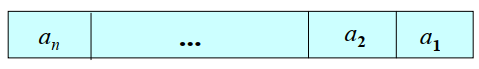 aₙ ... a₂ a₁